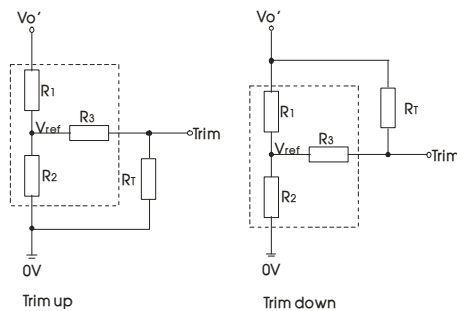 Vo'
R1
Vref
R3
Trim
R2
RT
0V
Trim up
Vo'
R1
RT
Vref
R3
Trim
R2
0V
Trim down